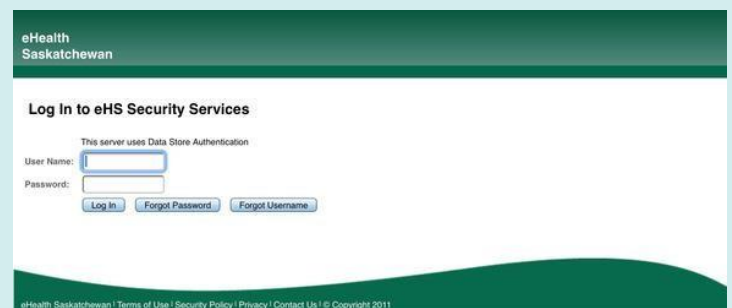 eHealth
Saskatchewan
Log In to eHS Security Services
This server uses Data Store Authentication
User Name:
Password:
Log In Forgot Password Forgot Username
eHealth Saskatchewan | Terms of Use | Security Policy | Privacy | Contact Us | © Copyright 2011